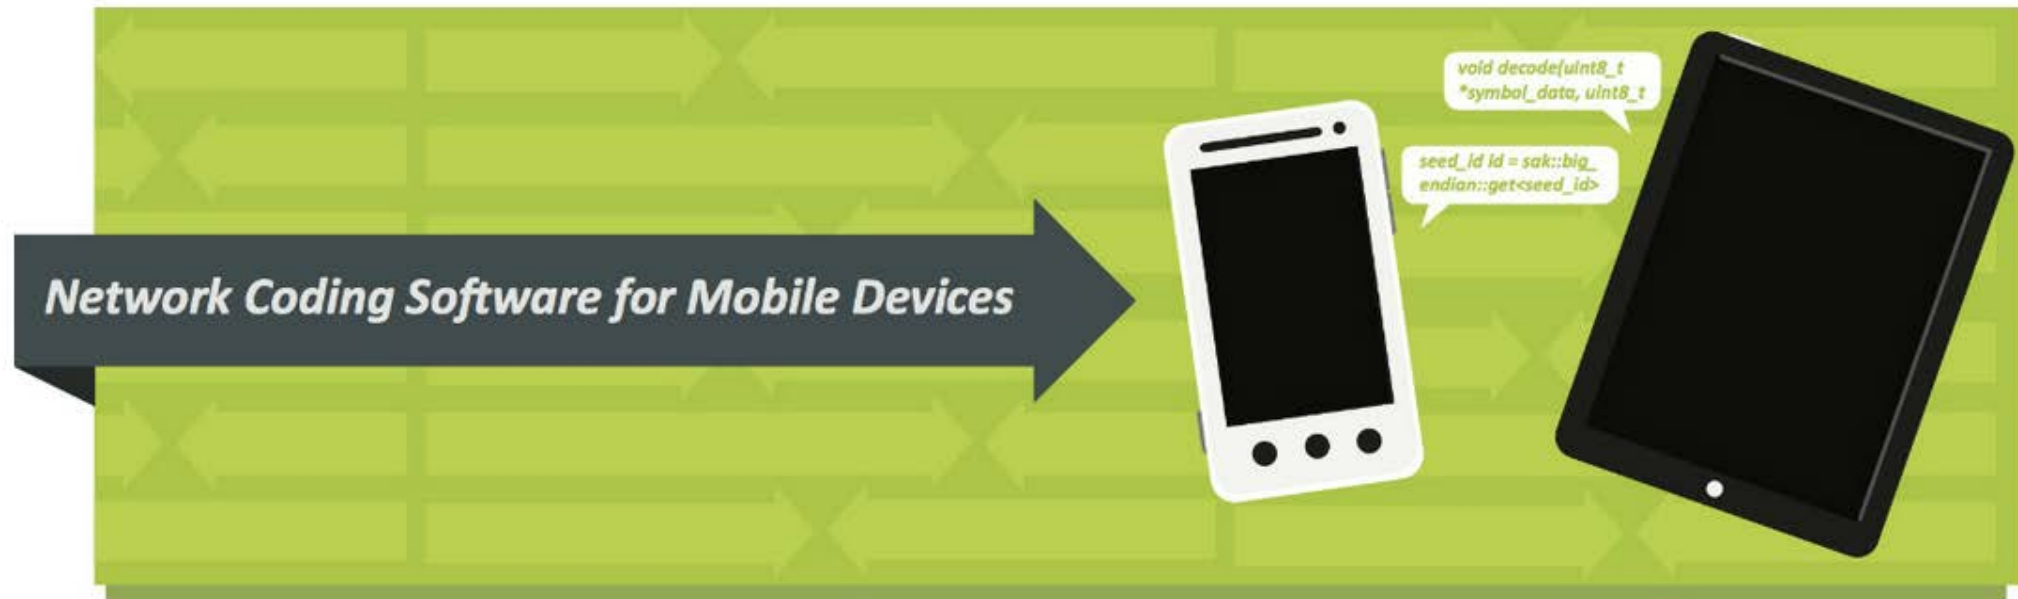 Network Coding Software for Mobile Devices
void decode(uint8_t
*symbol_data, uint8_t
seed_id id = sak::big_
endian::get<seed_id>